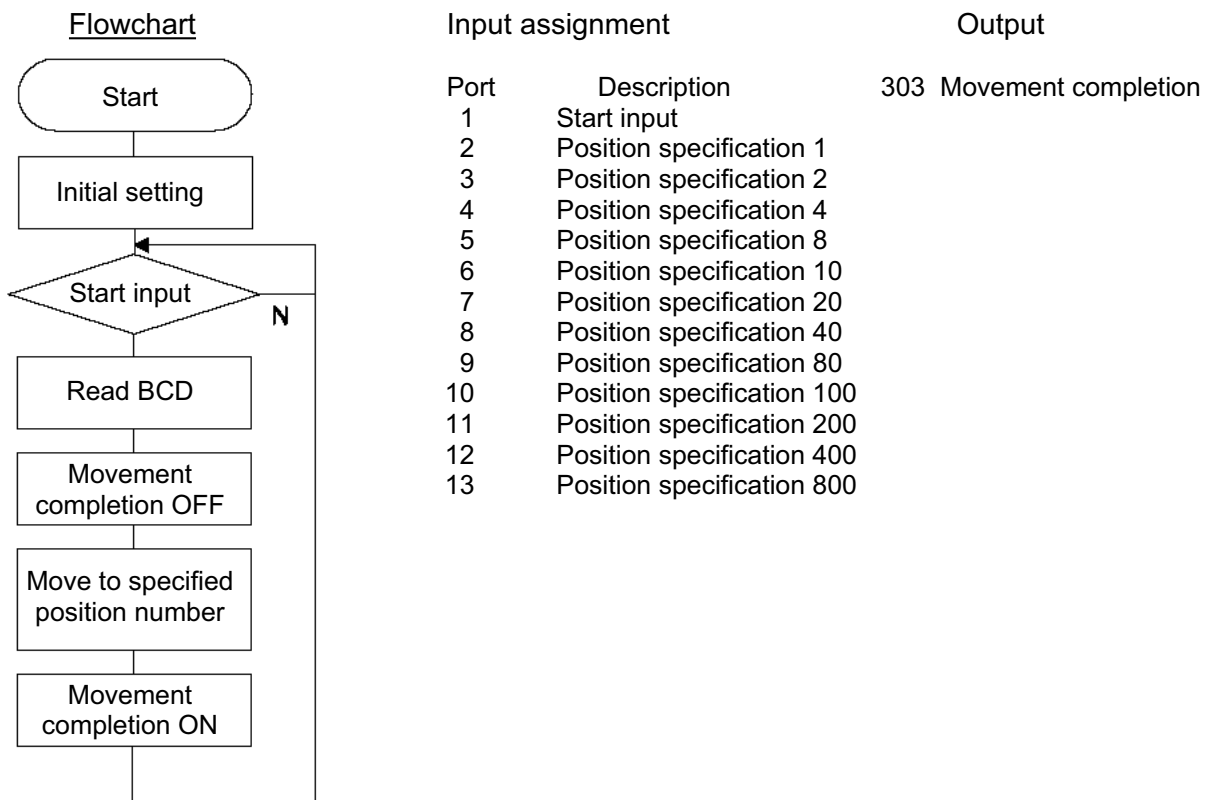 Flowchart
Start
Initial setting
Start input
N
Read BCD
Movement
completion OFF
Move to specified
position number
Movement
completion ON
Input assignment
Port Description
1 Start input
2 Position specification 1
3 Position specification 2
4 Position specification 4
5 Position specification 8
6 Position specification 10
7 Position specification 20
8 Position specification 40
9 Position specification 80
10 Position specification 100
11 Position specification 200
12 Position specification 400
13 Position specification 800
Output
303 Movement completion